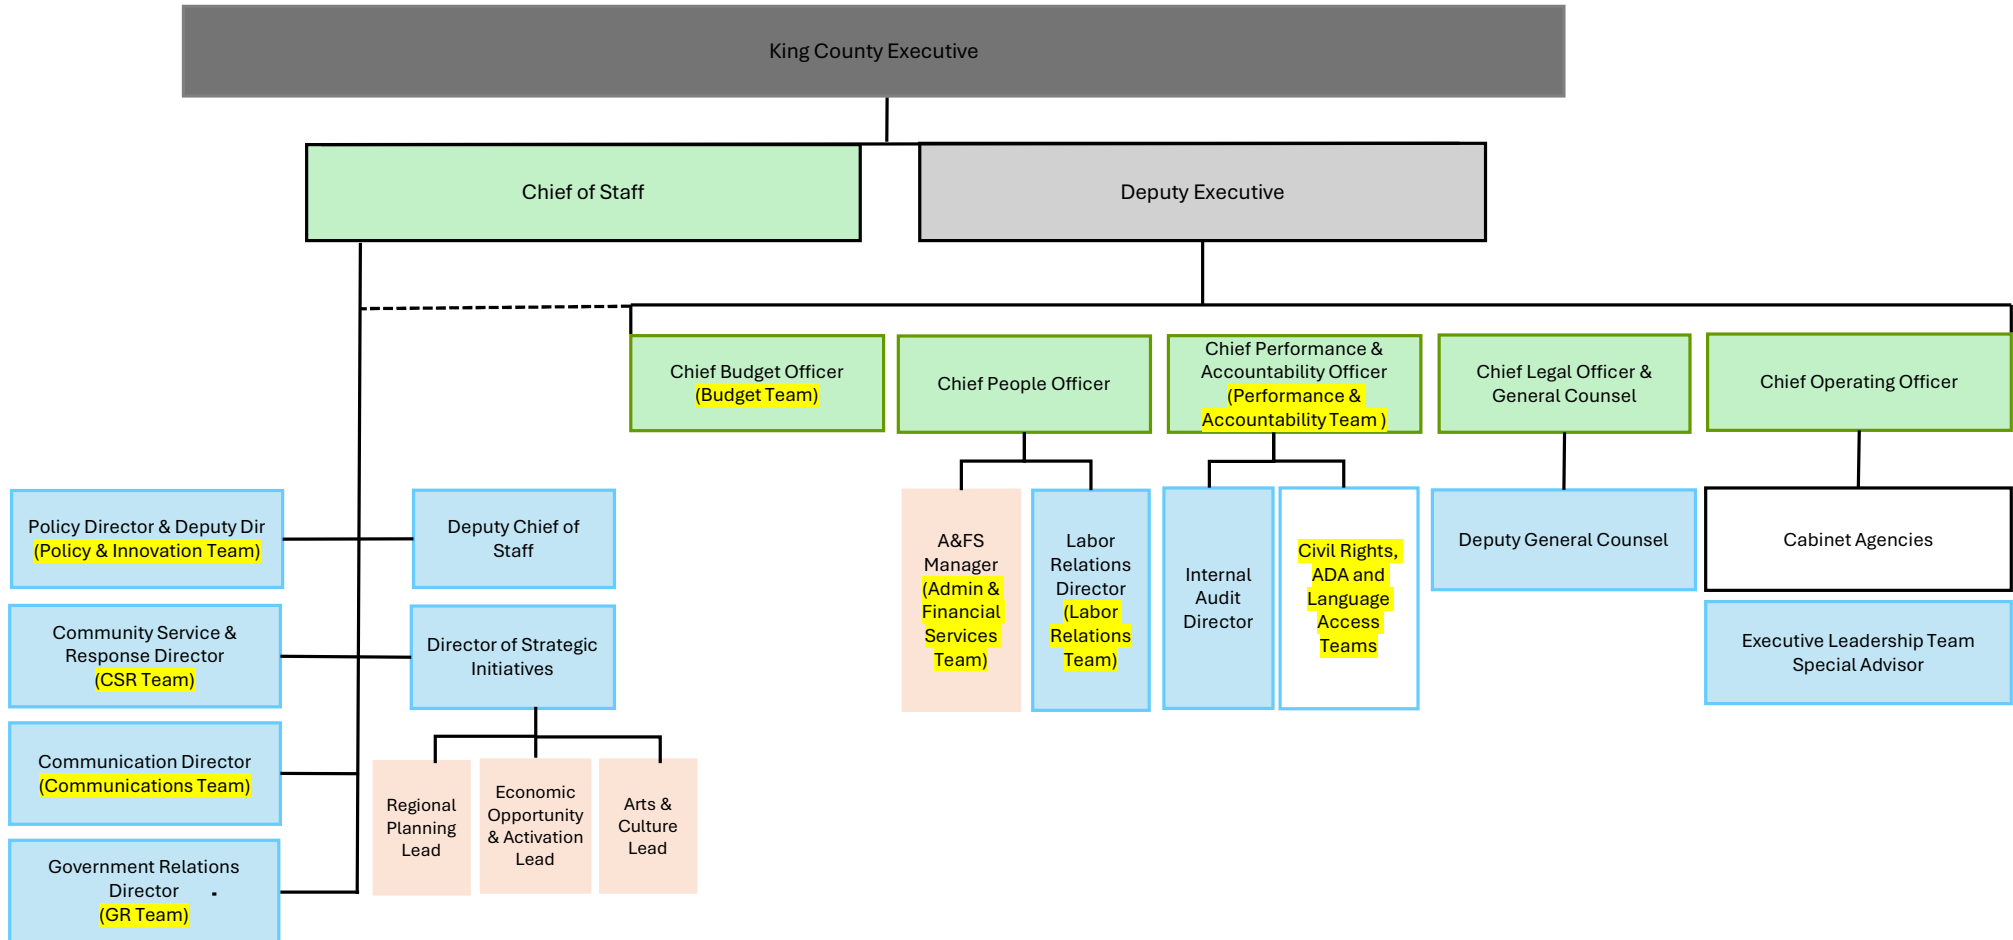 King County Executive
Chief of Staff
Deputy Executive
Chief Budget Officer
(Budget Team)
Chief People Officer
Chief Performance &
Accountability Officer
(Performance &
Accountability Team )
Chief Legal Officer &
General Counsel
Chief Operating Officer
Policy Director & Deputy Dir
(Policy & Innovation Team)
Deputy Chief of
Staff
A&FS
Manager
(Admin &
Financial
Services
Team)
Labor
Relations
Director
(Labor
Relations
Team)
Internal
Audit
Director
Civil Rights,
ADA and
Language
Access
Teams
Deputy General Counsel
Cabinet Agencies
Community Service &
Response Director
(CSR Team)
Director of Strategic
Initiatives
Executive Leadership Team
Special Advisor
Communication Director
(Communications Team)
Regional
Planning
Lead
Economic
Opportunity
& Activation
Lead
Arts &
Culture
Lead
Government Relations
Director
(GR Team)